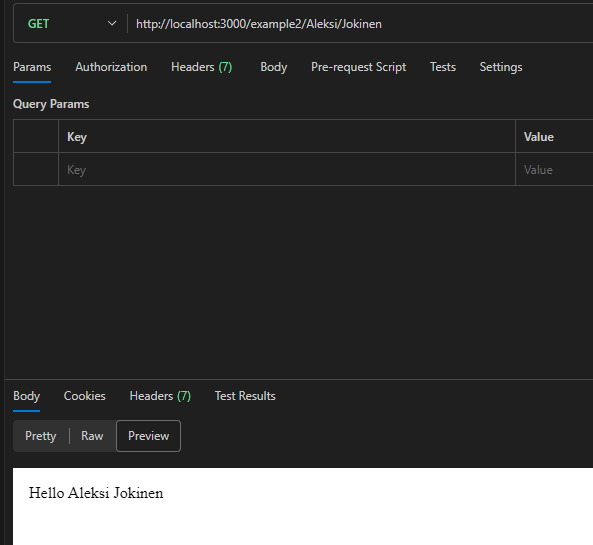 GET http://localhost:3000/example2/Aleksi/Jokinen
Params Authorization Headers (7) Body Pre-request Script Tests Settings
Query Params
Key Value
Key Value
Body Cookies Headers (7) Test Results
Pretty Raw Preview
Hello Aleksi Jokinen